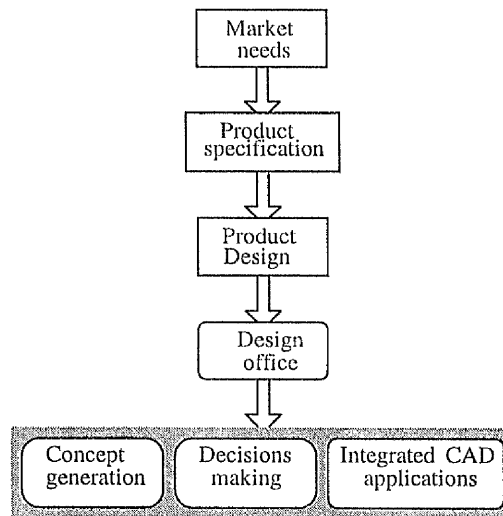 Market
needs
Product
specification
Product
Design
Design
office
Concept
generation
Decisions
making
Integrated CAD
applications